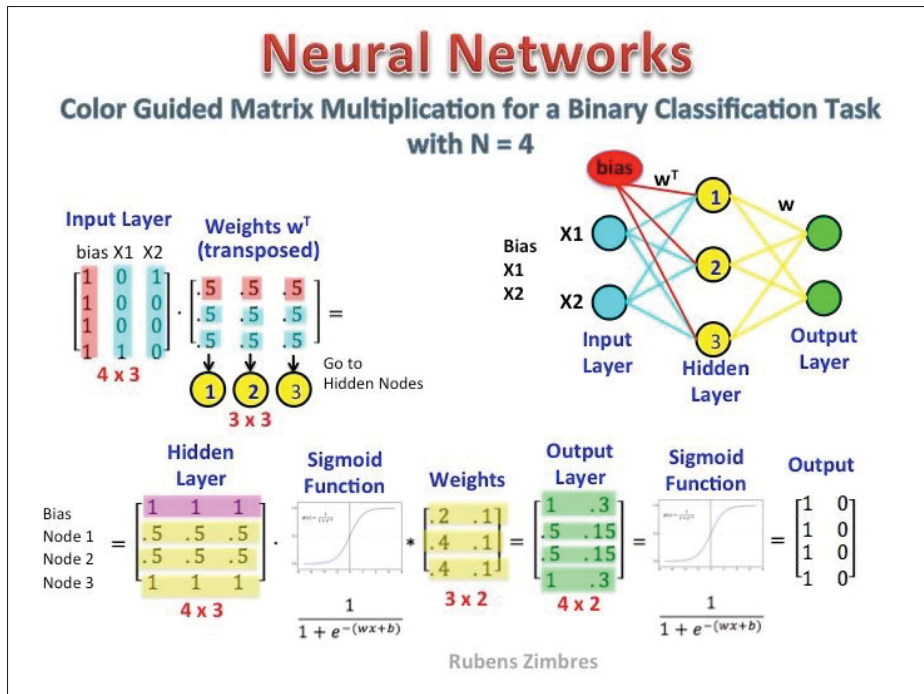 Neural Networks
Color Guided Matrix Multiplication for a Binary Classification Task
with N = 4
Input Layer
bias X1 X2
1 0 1
1 0 0
1 0 0
1 1 0
4 x 3
Weights wᵀ
(transposed)
.5 .5 .5
.5 .5 .5
.5 .5 .5
=
1 2 3
Go to
Hidden Nodes
3 x 3
bias
wᵀ
w
Bias
X1
X2
X1
X2
1
2
3
Input
Layer
Hidden
Layer
Output
Layer
Hidden
Layer
Bias
Node 1
Node 2
Node 3
=
1 1 1
.5 .5 .5
.5 .5 .5
1 1 1
4 x 3
·
Sigmoid
Function
1
1 + e^-(wx+b)
*
Weights
.2 .1
.4 .1
.4 .1
3 x 2
=
Output
Layer
1 .3
.5 .15
.5 .15
1 .3
4 x 2
·
Sigmoid
Function
1
1 + e^-(wx+b)
=
Output
1 0
1 0
1 0
1 0
Rubens Zimbres